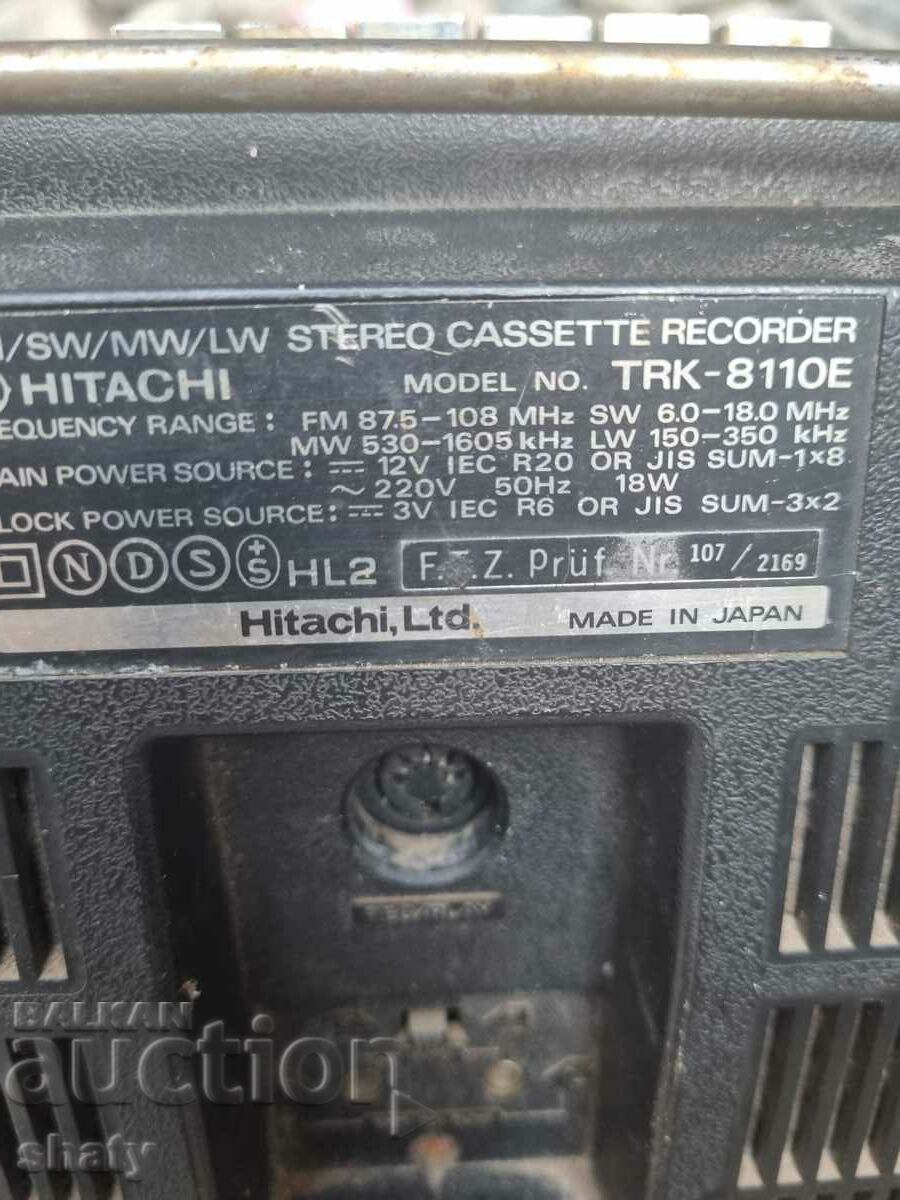 /SW/MW/LW STEREO CASSETTE RECORDER
HITACHI MODEL NO. TRK-8110E
EQUENCY RANGE: FM 87.5-108 MHz SW 6.0-18.0 MHz
MW 530-1605 kHz LW 150-350 kHz
AIN POWER SOURCE: ⎓ 12V IEC R20 OR JIS SUM-1×8
~ 220V 50Hz 18W
LOCK POWER SOURCE: ⎓ 3V IEC R6 OR JIS SUM-3×2
N D S +S HL2 F. .Z. Prüf Nr 107/2169
Hitachi, Ltd. MADE IN JAPAN
BALKAN
auction
shaty